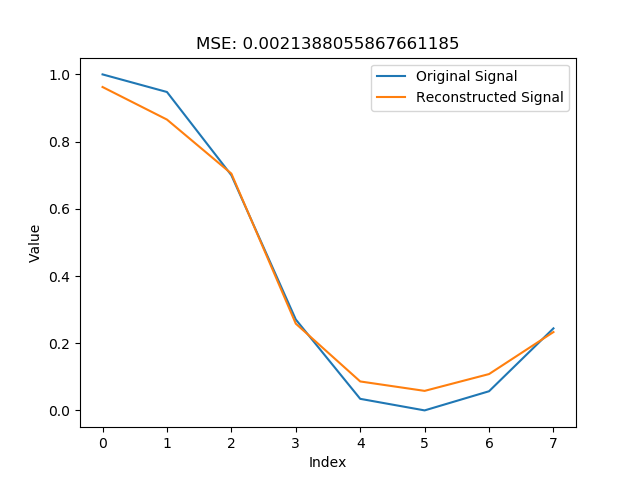 MSE: 0.0021388055867661185
Original Signal
Reconstructed Signal
1.0
0.8
0.6
0.4
0.2
0.0
Value
0 1 2 3 4 5 6 7
Index